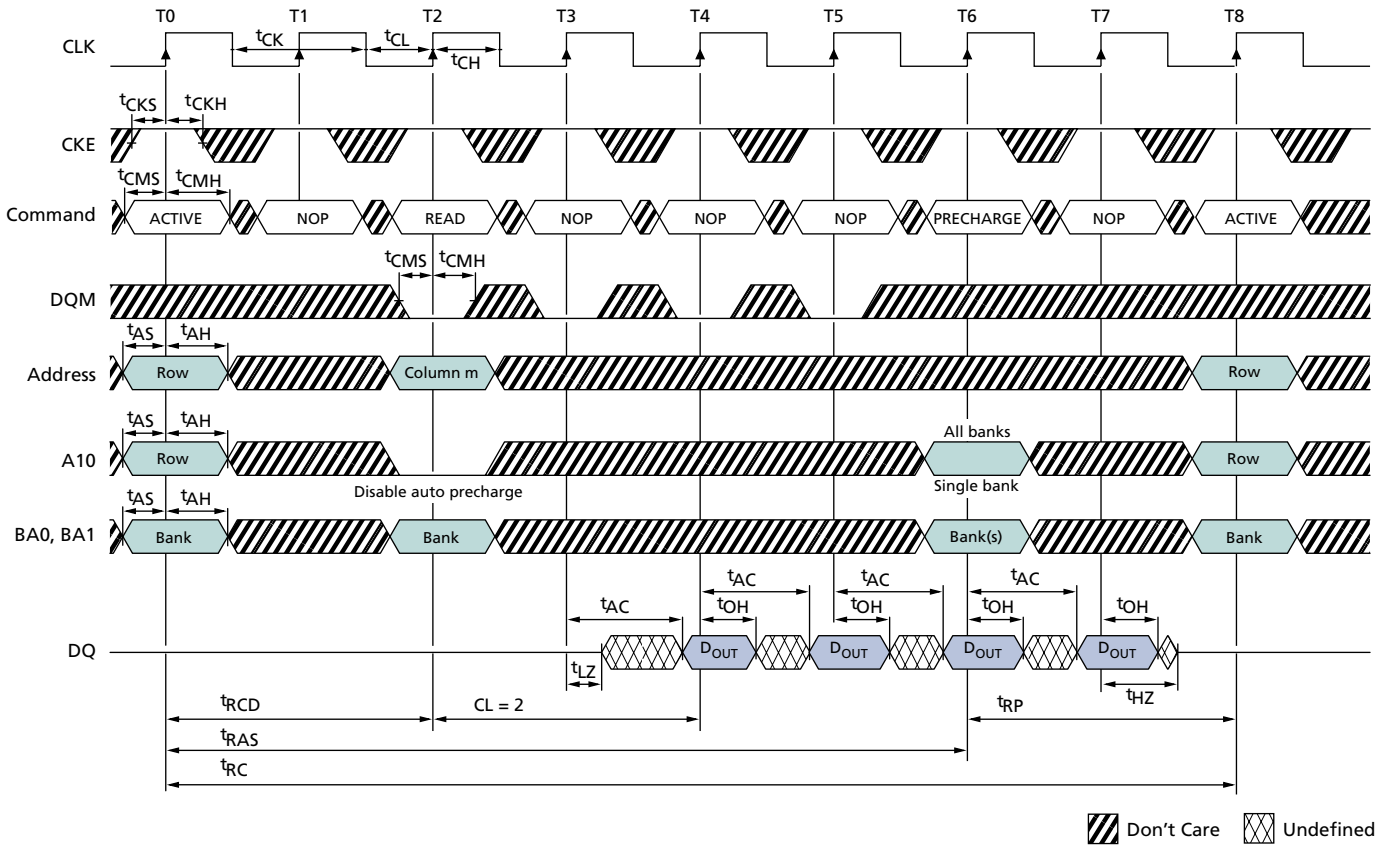 T0 T1 T2 T3 T4 T5 T6 T7 T8
CLK tCK tCL tCH
tCKS tCKH
CKE
tCMS tCMH
Command ACTIVE NOP READ NOP NOP NOP PRECHARGE NOP ACTIVE
tCMS tCMH
DQM
tAS tAH
Address Row Column m Row
tAS tAH All banks
A10 Row Row
Disable auto precharge Single bank
tAS tAH
BA0, BA1 Bank Bank Bank(s) Bank
tAC tAC tAC tAC
tOH tOH tOH tOH
DQ DOUT DOUT DOUT DOUT
tLZ tHZ
tRCD CL = 2 tRP
tRAS
tRC
Don't Care Undefined